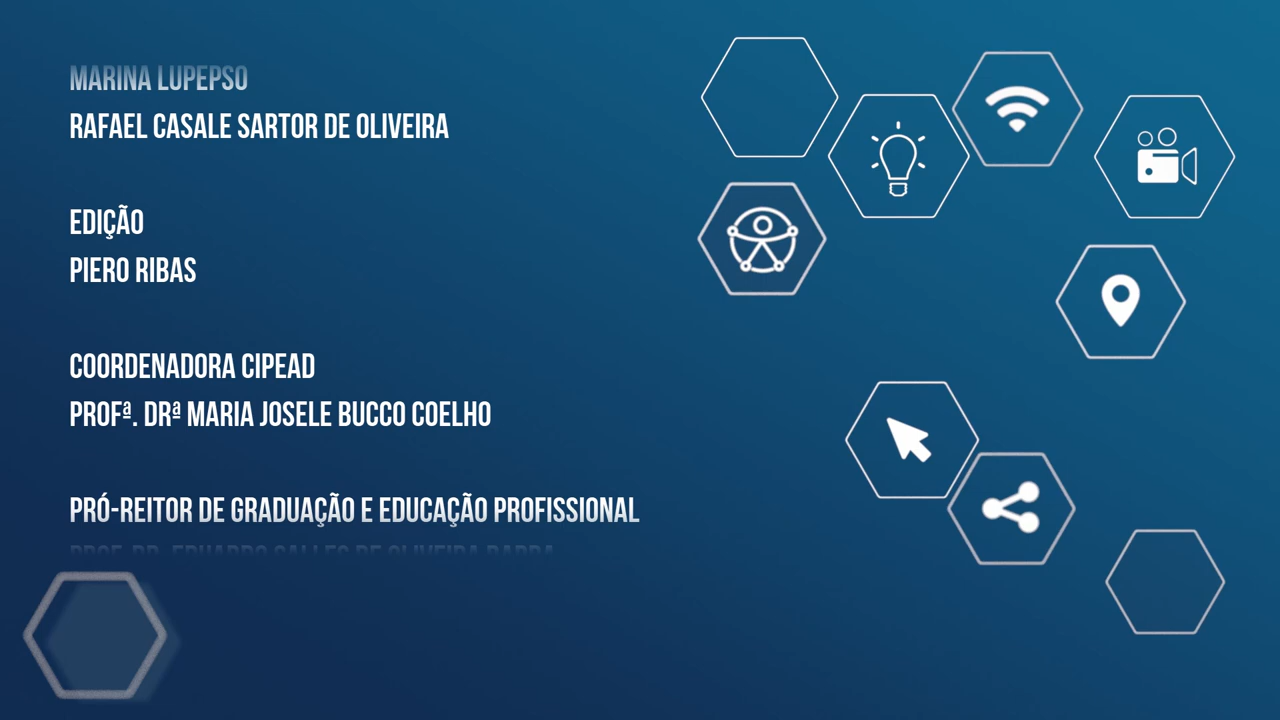 MARINA LUPEPSO
RAFAEL CASALE SARTOR DE OLIVEIRA
EDIÇÃO
PIERO RIBAS
COORDENADORA CIPEAD
PROFª. DRª MARIA JOSELE BUCCO COELHO
PRÓ-REITOR DE GRADUAÇÃO E EDUCAÇÃO PROFISSIONAL